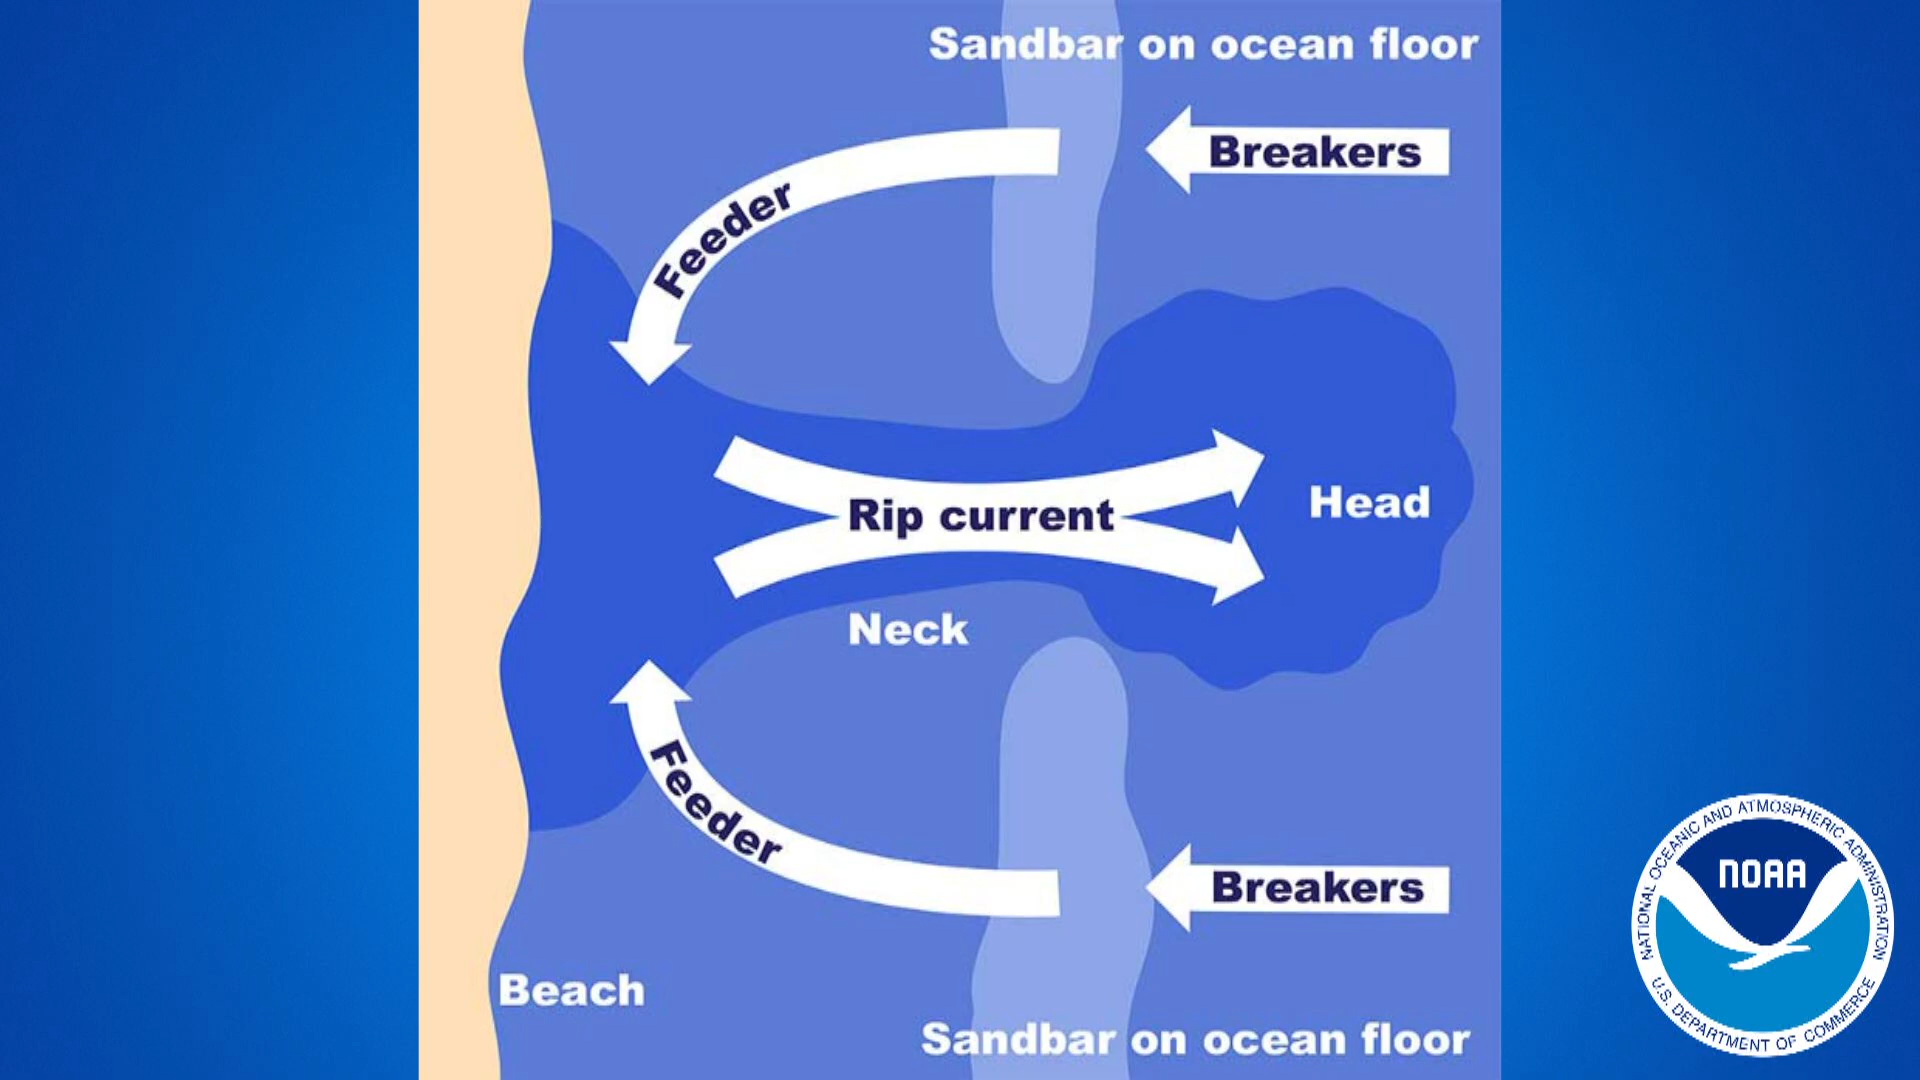 Sandbar on ocean floor
Breakers
Feeder
Rip current
Head
Neck
Feeder
Breakers
Beach
Sandbar on ocean floor
NATIONAL OCEANIC AND ATMOSPHERIC ADMINISTRATION
NOAA
U.S. DEPARTMENT OF COMMERCE